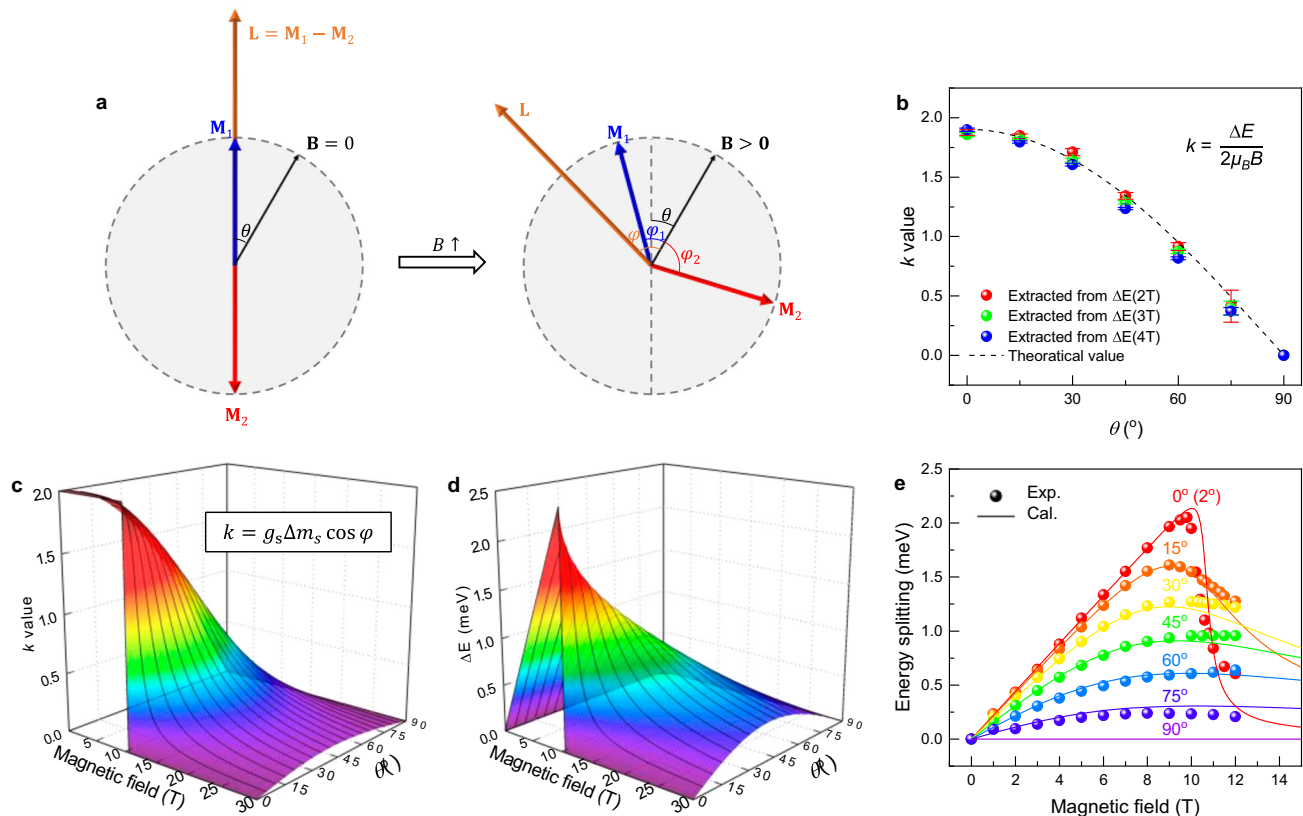 a
L = M₁ − M₂
M₁
B = 0
θ
M₂
B ↑
L
M₁
B > 0
θ
φ
φ₁
φ₂
M₂
b
k = ΔE / 2μ_B B
k value
2.0
1.5
1.0
0.5
0.0
Extracted from ΔE(2T)
Extracted from ΔE(3T)
Extracted from ΔE(4T)
Theoratical value
0 30 60 90
θ (°)
c
k = g_s Δm_s cos φ
k value
2.0
1.5
1.0
0.5
0.0
5 10 15 20 25 30
Magnetic field (T)
0 15 30 45 60 75 90
d
ΔE (meV)
2.5
2.0
1.5
1.0
0.5
0.0
5 10 15 20 25 30
Magnetic field (T)
0 15 30 45 60 75 90
e
Energy splitting (meV)
2.5
2.0
1.5
1.0
0.5
0.0
Exp.
Cal.
0° (2°)
15°
30°
45°
60°
75°
90°
0 2 4 6 8 10 12 14
Magnetic field (T)